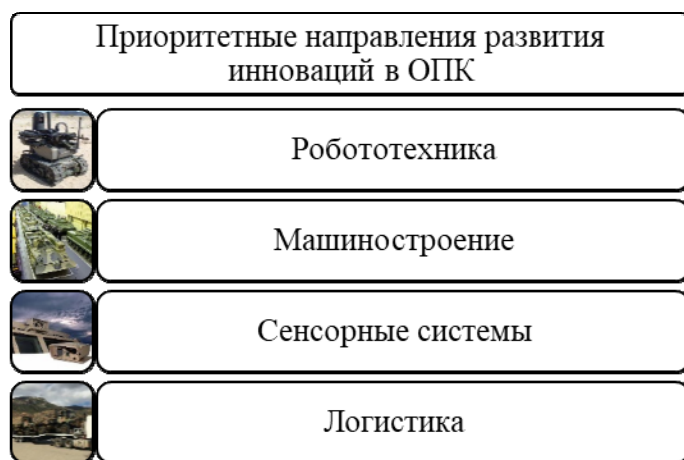 Приоритетные направления развития
инноваций в ОПК
Робототехника
Машиностроение
Сенсорные системы
Логистика